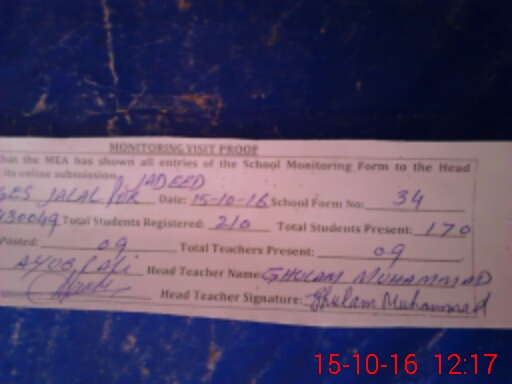 MONITORING VISIT PROOF
that the MEA has shown all entries of the School Monitoring Form to the Head
its online submission.
JADEED
GES JALAL PUR Date: 15-10-16 School Form No: 34
430049 Total Students Registered: 210 Total Students Present: 170
Posted: 09 Total Teachers Present: 09
AYUB Head Teacher Name: GHULAM MUHAMMAD
Head Teacher Signature: Ghulam Muhammad
15-10-16 12:17